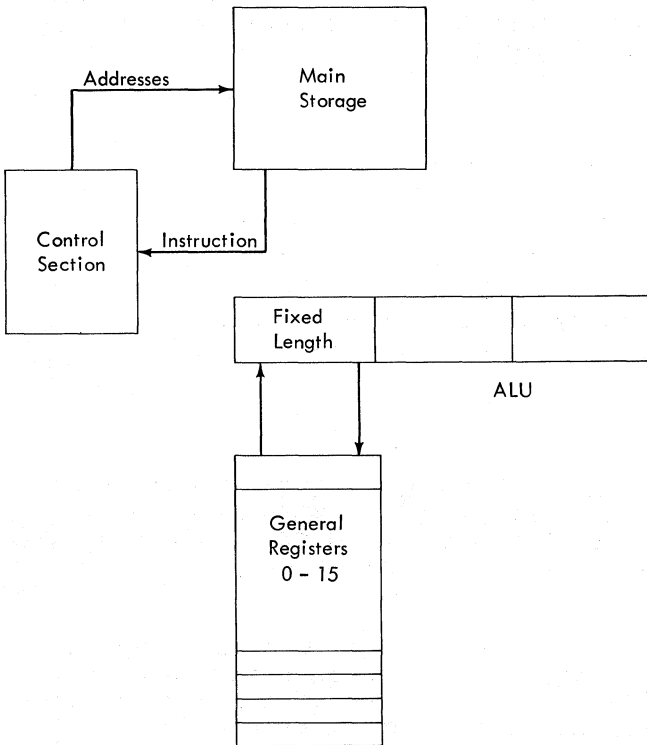 Addresses
Main
Storage
Control
Section
Instruction
Fixed
Length
ALU
General
Registers
0 - 15